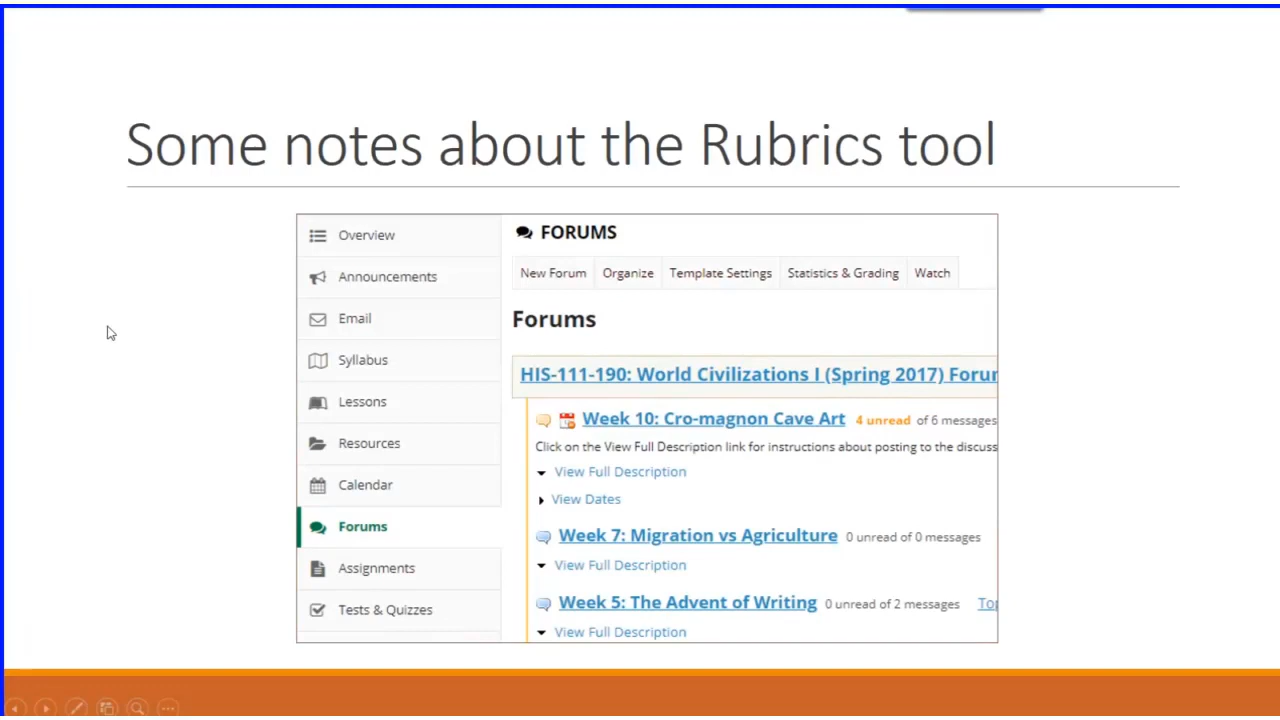 Some notes about the Rubrics tool
Overview
Announcements
Email
Syllabus
Lessons
Resources
Calendar
Forums
Assignments
Tests & Quizzes
FORUMS
New Forum Organize Template Settings Statistics & Grading Watch
Forums
HIS-111-190: World Civilizations I (Spring 2017)
Week 10: Cro-magnon Cave Art 4 unread of 6 messages
Click on the View Full Description link for instructions about posting to the
View Full Description
View Dates
Week 7: Migration vs Agriculture 0 unread of 0 messages
View Full Description
Week 5: The Advent of Writing 0 unread of 2 messages
View Full Description